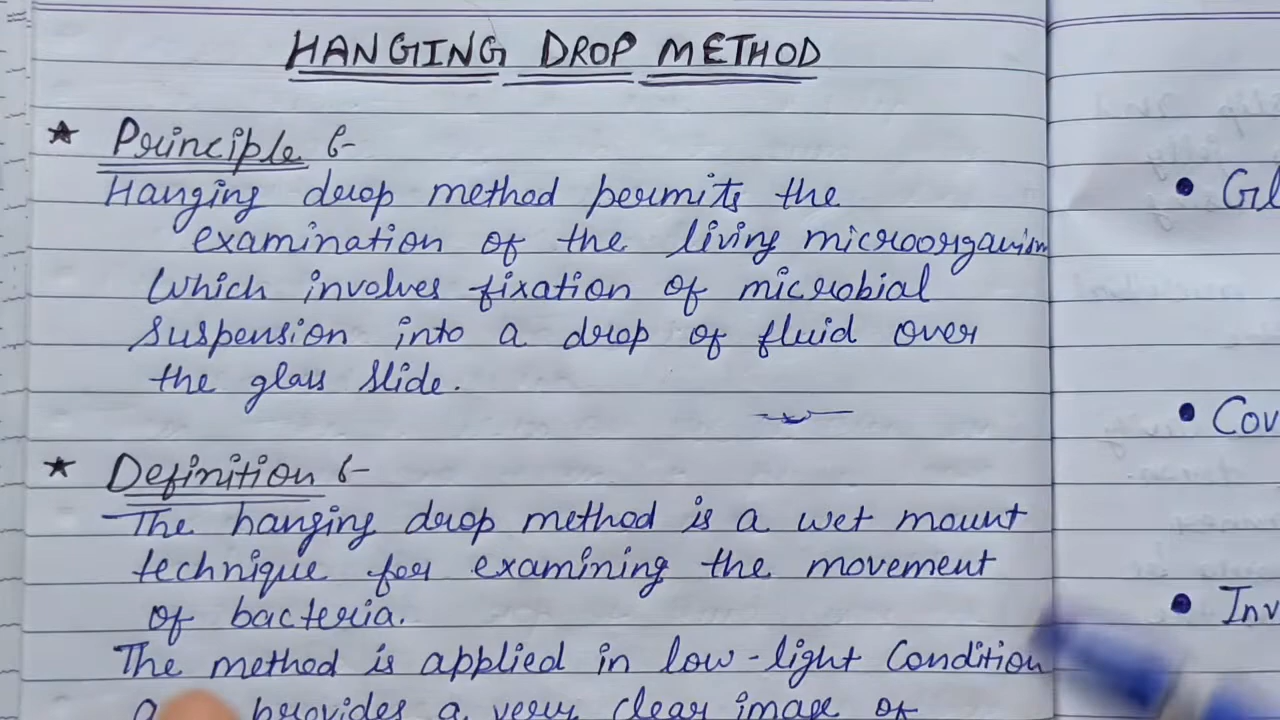 HANGING DROP METHOD
★ Principle :-
Hanging drop method permits the
examination of the living microorganism
which involves fixation of microbial
suspension into a drop of fluid over
the glass slide.
★ Definition :-
The hanging drop method is a wet mount
technique for examining the movement
of bacteria.
The method is applied in low-light Condition
provides a very clear image of
• Gl
• Cov
• Inv